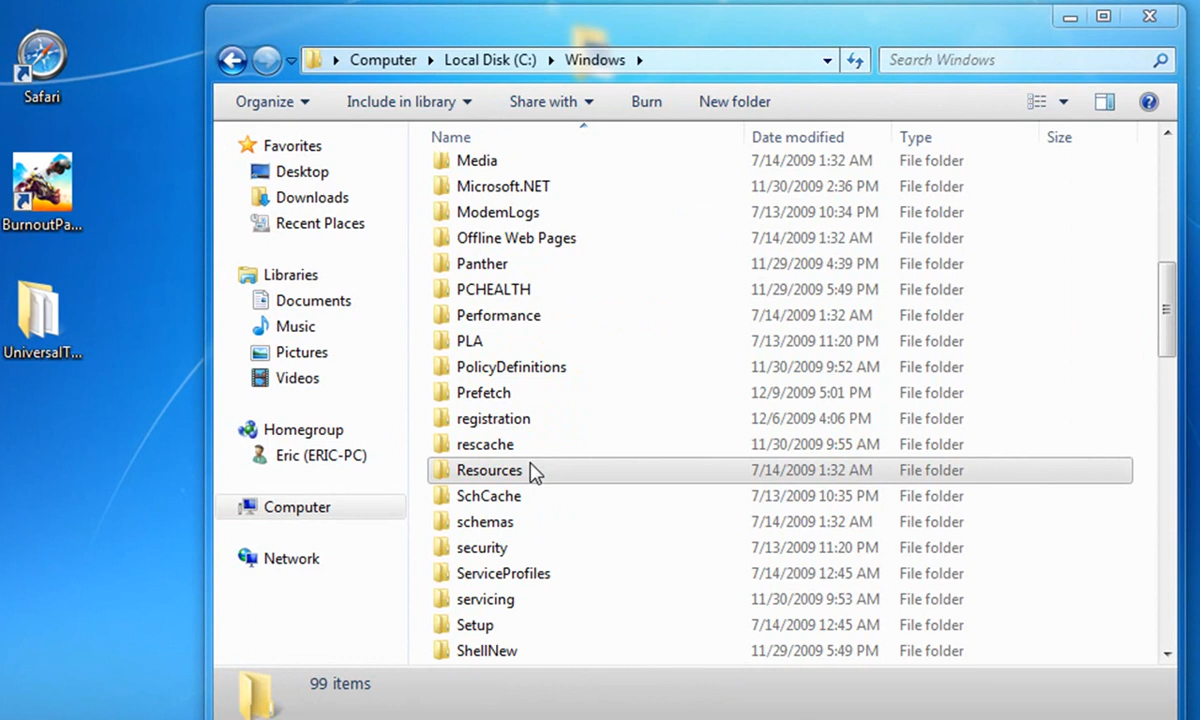 Safari
BurnoutPa...
UniversalT...
Computer Local Disk (C:) Windows
Search Windows
Organize Include in library Share with Burn New folder
Favorites
Desktop
Downloads
Recent Places
Libraries
Documents
Music
Pictures
Videos
Homegroup
Eric (ERIC-PC)
Computer
Network
Name Date modified Type Size
Media 7/14/2009 1:32 AM File folder
Microsoft.NET 11/30/2009 2:36 PM File folder
ModemLogs 7/13/2009 10:34 PM File folder
Offline Web Pages 7/14/2009 1:32 AM File folder
Panther 11/29/2009 4:39 PM File folder
PCHEALTH 11/29/2009 5:49 PM File folder
Performance 7/14/2009 1:32 AM File folder
PLA 7/13/2009 11:20 PM File folder
PolicyDefinitions 11/30/2009 9:52 AM File folder
Prefetch 12/9/2009 5:01 PM File folder
registration 12/6/2009 4:06 PM File folder
rescache 11/30/2009 9:55 AM File folder
Resources 7/14/2009 1:32 AM File folder
SchCache 7/13/2009 10:35 PM File folder
schemas 7/14/2009 1:32 AM File folder
security 7/13/2009 11:20 PM File folder
ServiceProfiles 7/14/2009 12:45 AM File folder
servicing 11/30/2009 9:53 AM File folder
Setup 7/14/2009 12:45 AM File folder
ShellNew 11/29/2009 5:49 PM File folder
99 items